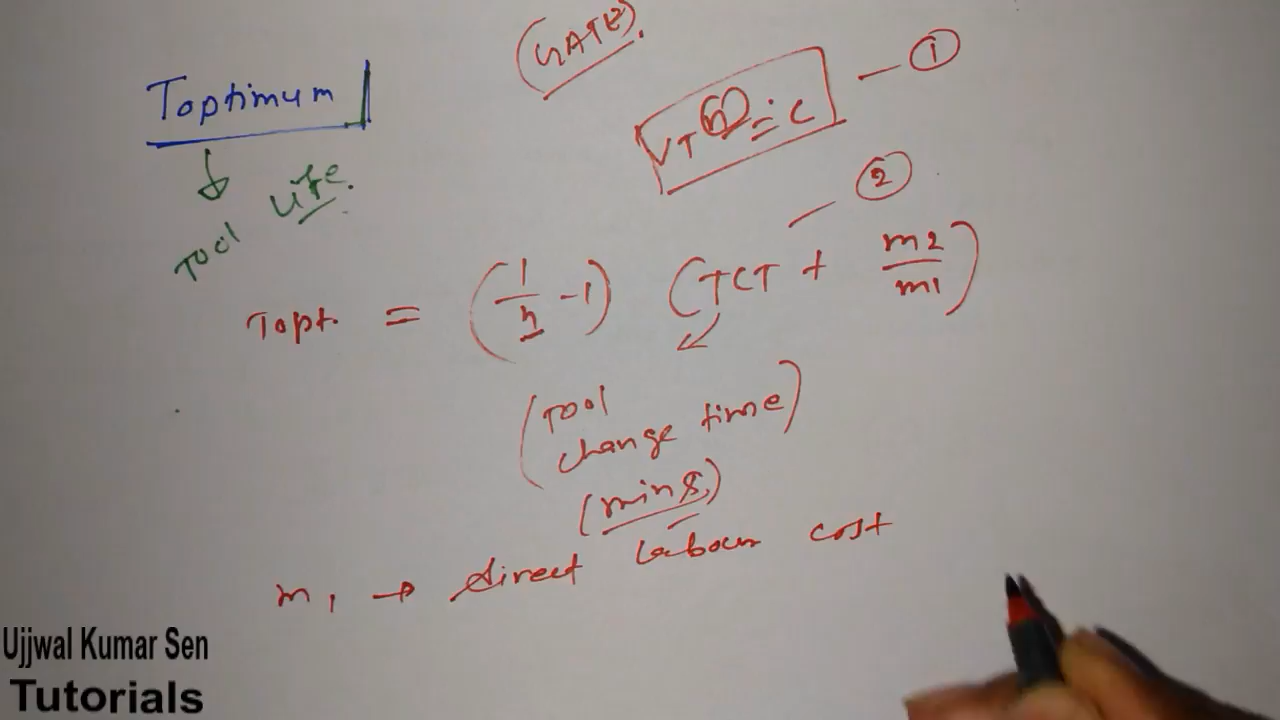 (GATE).
Toptimum
VTⁿ = C — 1
Tool Life.
2
Topt. = (1/n - 1) (TCT + m2/m1)
(Tool
change time)
(mins.)
m1 → direct labour cost
Ujjwal Kumar Sen
Tutorials